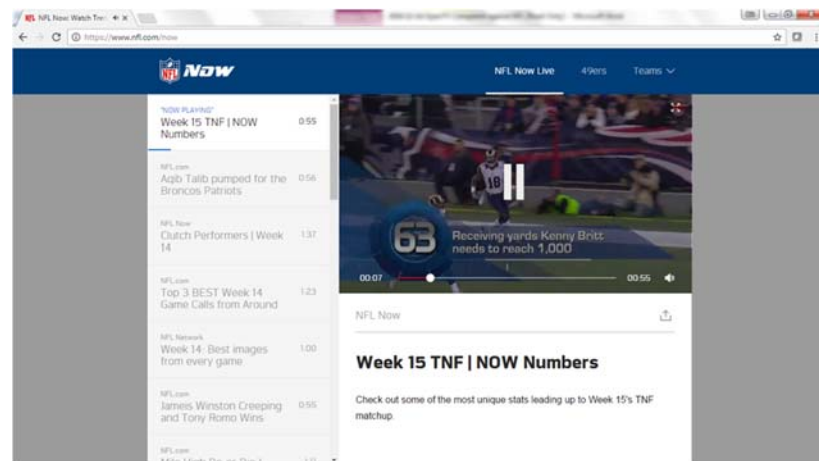 NFL Now: Watch Tre
https://www.nfl.com/now
NFL
NOW
NFL Now Live
49ers
Teams
"NOW PLAYING"
Week 15 TNF | NOW
Numbers
0:55
NFL.com
Aqib Talib pumped for the
Broncos Patriots
0:56
NFL Now
Clutch Performers | Week
14
1:37
NFL.com
Top 3 BEST Week 14
Game Calls from Around
1:23
NFL Network
Week 14: Best images
from every game
1:00
NFL.com
Jameis Winston Creeping
and Tony Romo Wins
0:55
NFL.com
18
63
Receiving yards Kenny Britt
needs to reach 1,000
00:07
00:55
NFL Now
Week 15 TNF | NOW Numbers
Check out some of the most unique stats leading up to Week 15's TNF
matchup.